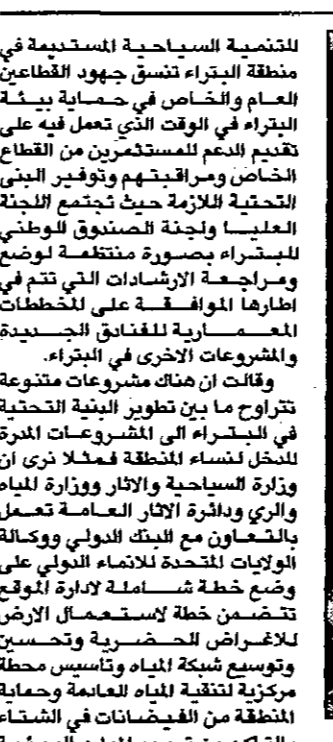 للتنمية السياحية المستديمة في
منطقة البتراء تنسق جهود القطاعين
العام والخاص في حماية بيئة
البتراء في الوقت الذي تعمل فيه على
تقديم الدعم للمستثمرين من القطاع
الخاص ومراقبتهم وتوفير البنى
التحتية اللازمة حيث تجتمع اللجنة
العليا ولجنة الصندوق الوطني
للبتراء بصورة منتظمة لوضع
ومراجعة الارشادات التي تتم في
اطارها الموافقة على المخططات
المعمارية للفنادق الجديدة
والمشروعات الاخرى في البتراء.
وقالت ان هناك مشروعات متنوعة
تتراوح ما بين تطوير البنية التحتية
في البتراء الى المشروعات المدرة
للدخل لنساء المنطقة فمثلا نرى ان
وزارة السياحية والاثار ووزارة المياه
والري ودائرة الاثار العامة تعمل
بالتعاون مع البنك الدولي ووكالة
الولايات المتحدة للانماء الدولي على
وضع خطة شاملة لادارة الموقع
تتضمن خطة لاستعمال الارض
للاغراض الحضرية وتحسين
وتوسيع شبكة المياه وتاسيس محطة
مركزية لتنقية المياه العادمة وحماية
المنطقة من الفيضانات في الشتاء